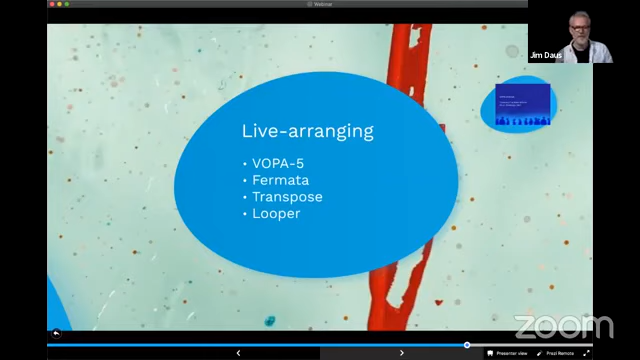 Webinar
Jim Daus
Live-arranging
• VOPA-5
• Fermata
• Transpose
• Looper
zoom
Presenter view
Prezi Remote